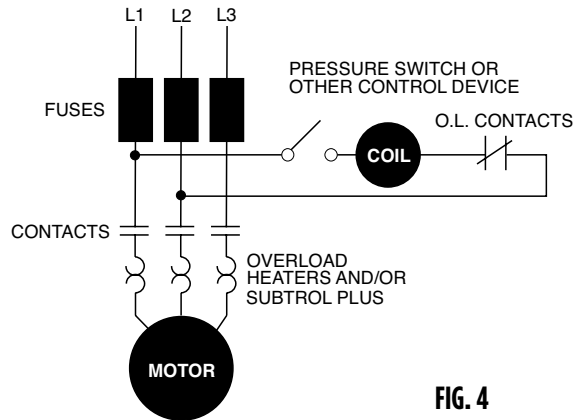 L1 L2 L3
PRESSURE SWITCH OR
OTHER CONTROL DEVICE
FUSES
O.L. CONTACTS
COIL
CONTACTS
OVERLOAD
HEATERS AND/OR
SUBTROL PLUS
MOTOR
FIG. 4